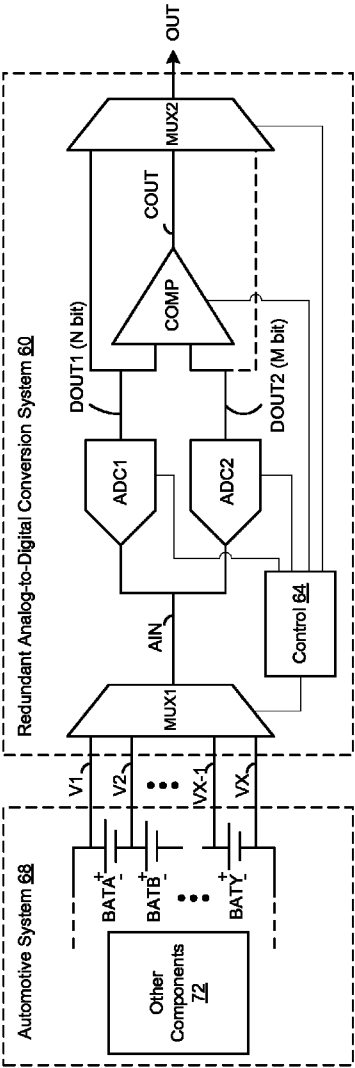 Automotive System 68
Other
Components
72
BATA
+
-
BATB
+
-
BATY
+
-
V1
V2
VX-1
VX
Redundant Analog-to-Digital Conversion System 60
MUX1
AIN
Control 64
ADC1
ADC2
DOUT1 (N bit)
DOUT2 (M bit)
COMP
COUT
MUX2
OUT